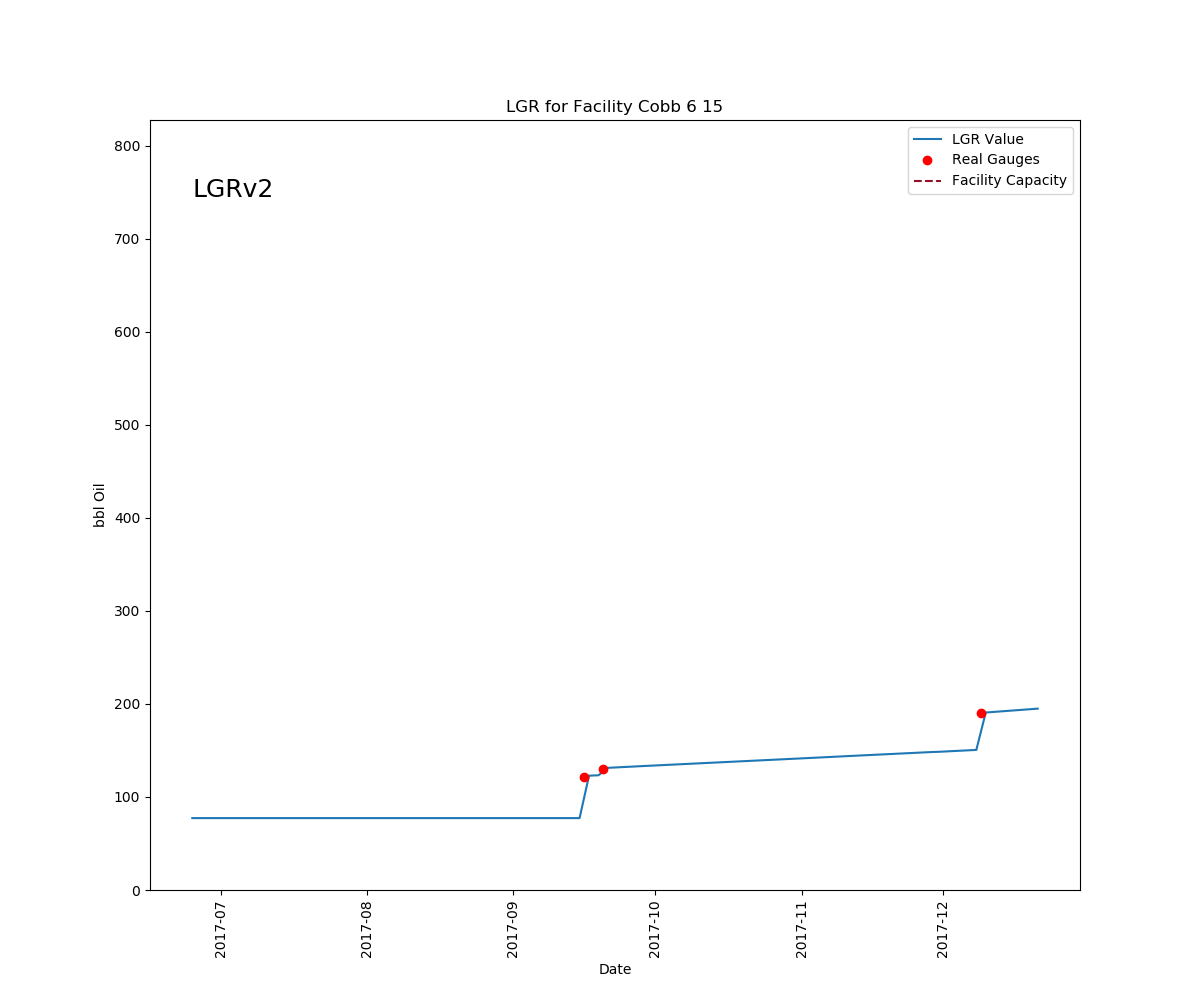 LGR for Facility Cobb 6 15
LGRv2
LGR Value
Real Gauges
Facility Capacity
800
700
600
500
400
300
200
100
0
bbl Oil
2017-07
2017-08
2017-09
2017-10
2017-11
2017-12
Date